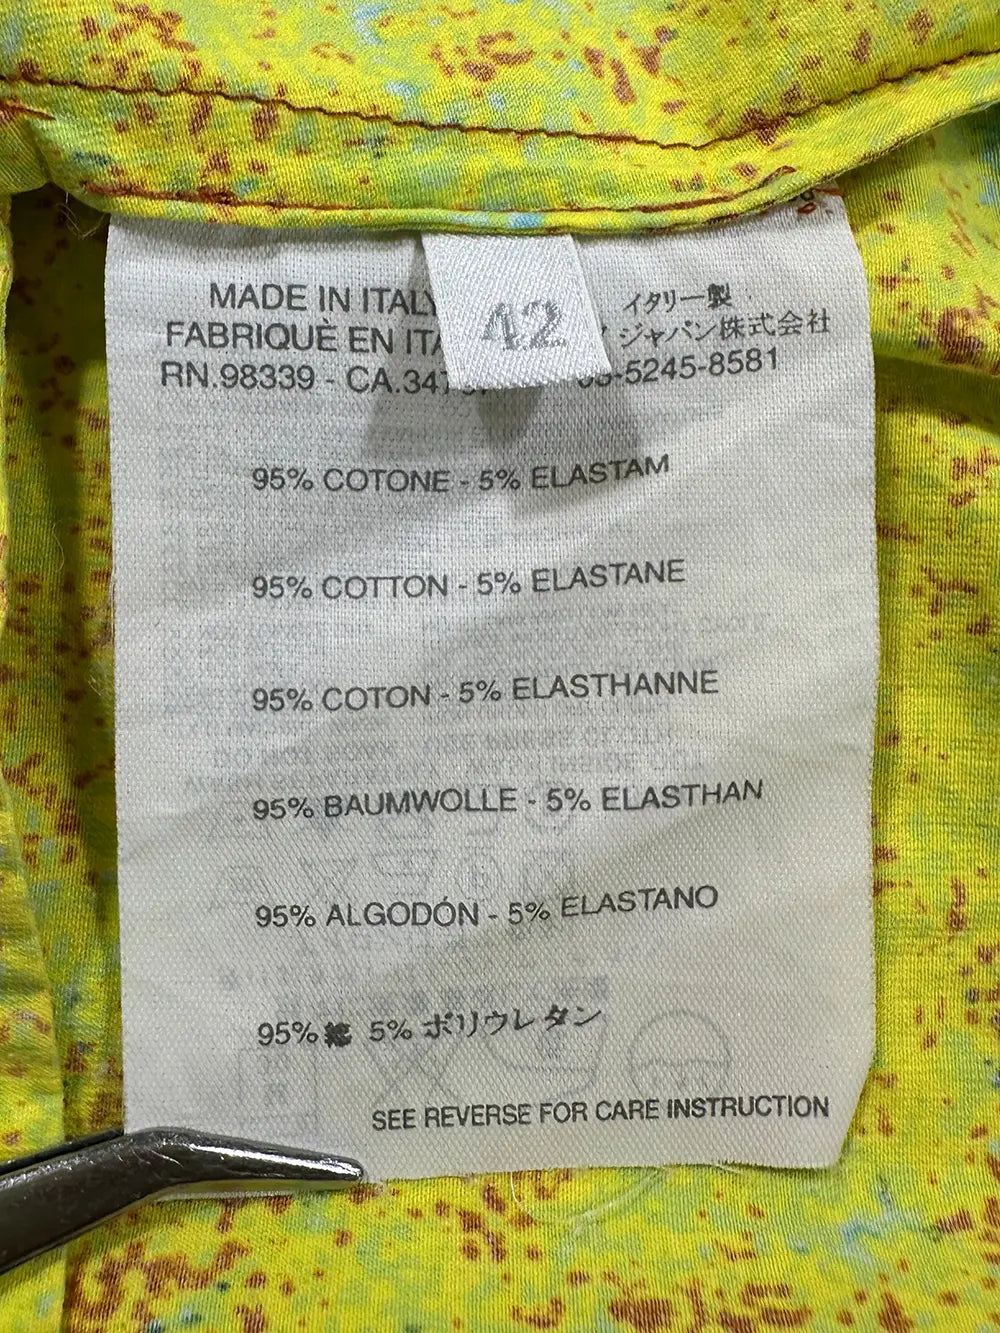 42
MADE IN ITALY
イタリー製
FABRIQUÈ EN ITA
ジャパン株式会社
RN.98339 - CA.347
03-5245-8581
95% COTONE - 5% ELASTAM
95% COTTON - 5% ELASTANE
95% COTON - 5% ELASTHANNE
95% BAUMWOLLE - 5% ELASTHAN
95% ALGODÓN - 5% ELASTANO
95% 綿 5% ポリウレタン
SEE REVERSE FOR CARE INSTRUCTION